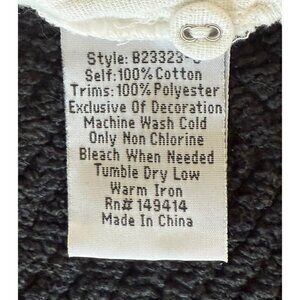 Style: B23323-
Self:100% Cotton
Trims:100% Polyester
Exclusive Of Decoration
Machine Wash Cold
Only Non Chlorine
Bleach When Needed
Tumble Dry Low
Warm Iron
Rn# 149414
Made In China